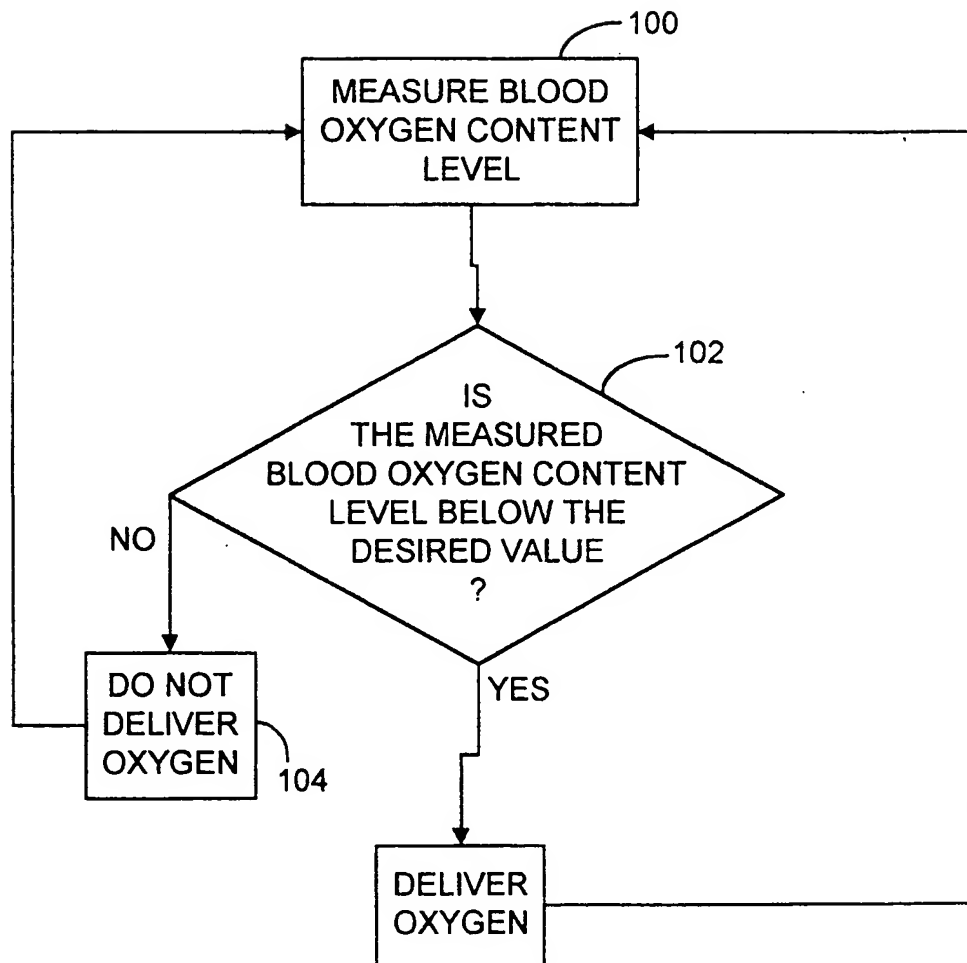 100
MEASURE BLOOD
OXYGEN CONTENT
LEVEL
102
IS
THE MEASURED
BLOOD OXYGEN CONTENT
LEVEL BELOW THE
DESIRED VALUE
?
NO
YES
DO NOT
DELIVER
OXYGEN
104
DELIVER
OXYGEN